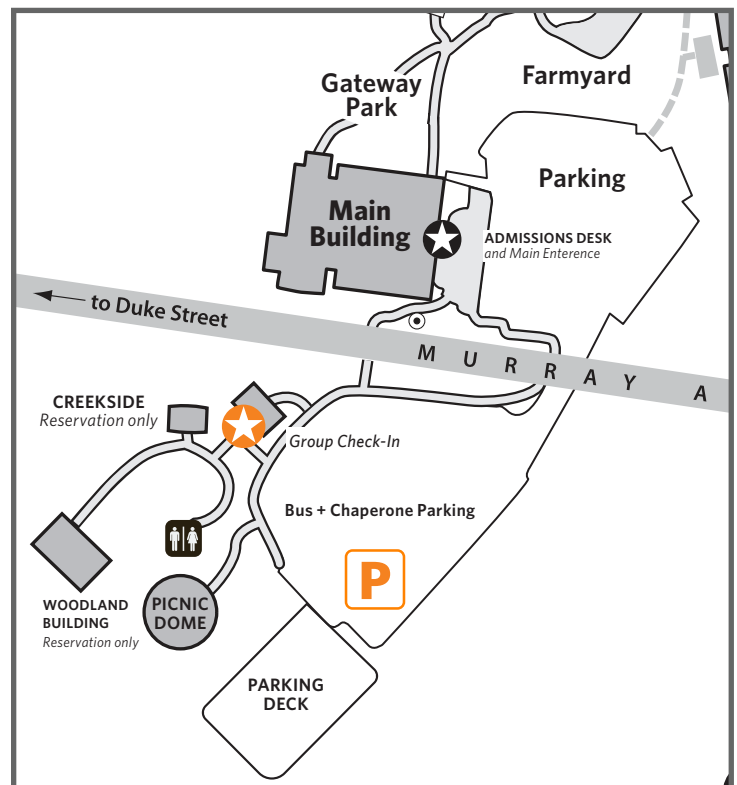 Gateway
Park
Farmyard
Parking
Main
Building
ADMISSIONS DESK
and Main Enterence
to Duke Street
MURRAY A
CREEKSIDE
Reservation only
Group Check-In
Bus + Chaperone Parking
P
WOODLAND
BUILDING
Reservation only
PICNIC
DOME
PARKING
DECK